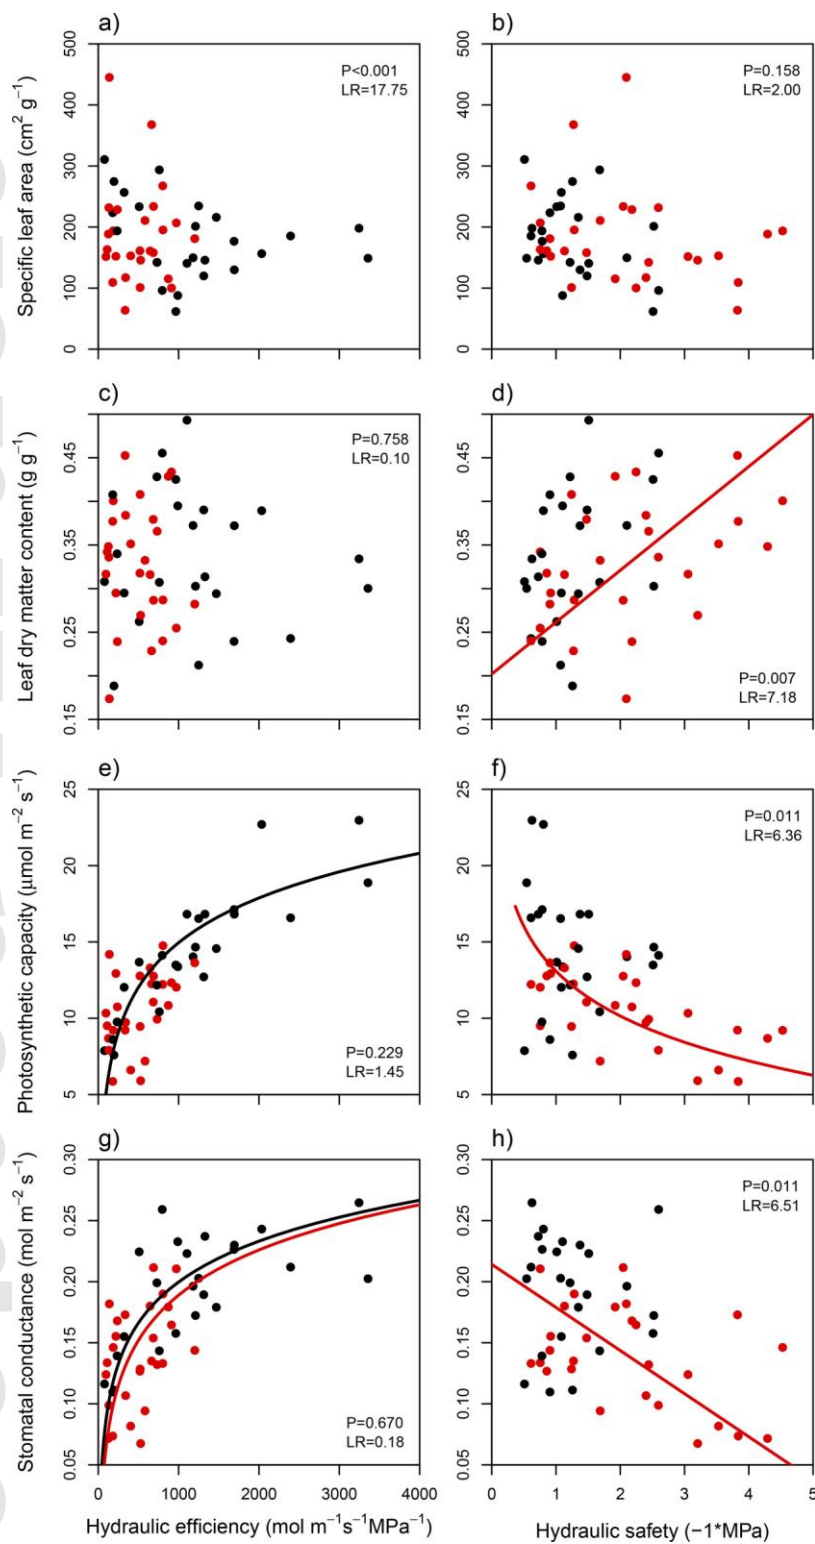 a)
Specific leaf area (cm² g⁻¹)
500
400
300
200
100
0
P<0.001
LR=17.75
b)
P=0.158
LR=2.00
c)
Leaf dry matter content (g g⁻¹)
0.45
0.35
0.25
0.15
P=0.758
LR=0.10
d)
P=0.007
LR=7.18
e)
Photosynthetic capacity (μmol m⁻² s⁻¹)
25
20
15
10
5
P=0.229
LR=1.45
f)
P=0.011
LR=6.36
g)
Stomatal conductance (mol m⁻² s⁻¹)
0.30
0.25
0.20
0.15
0.10
0.05
P=0.670
LR=0.18
0 1000 2000 3000 4000
Hydraulic efficiency (mol m⁻¹s⁻¹MPa⁻¹)
h)
P=0.011
LR=6.51
0 1 2 3 4 5
Hydraulic safety (−1*MPa)